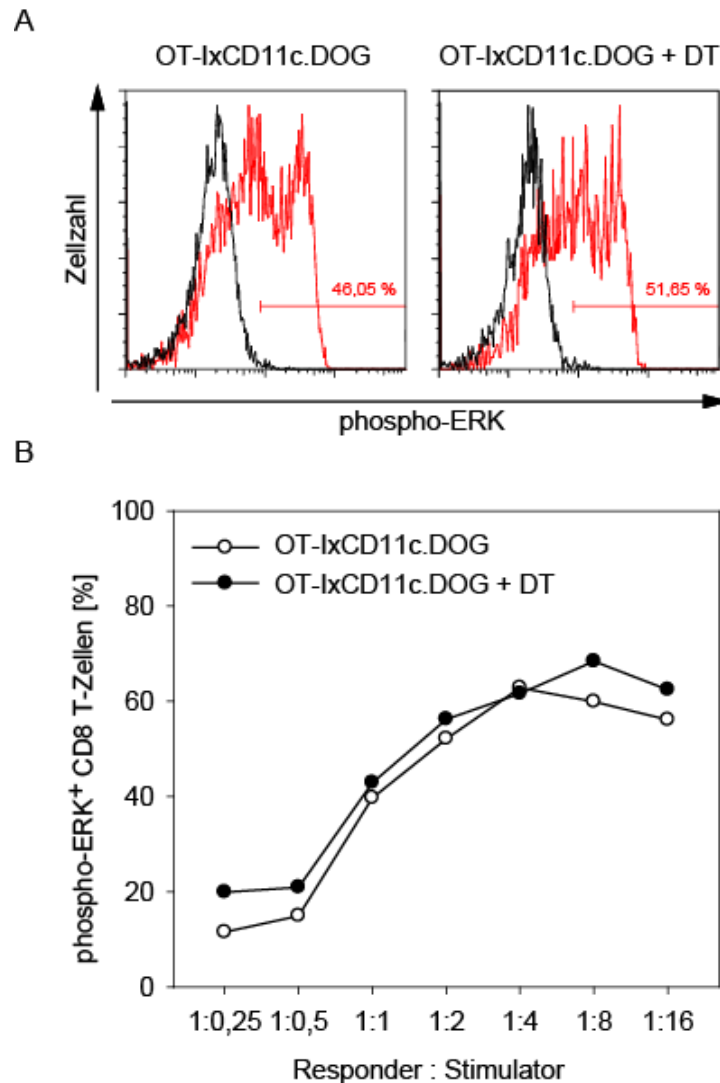 A
OT-IxCD11c.DOG
OT-IxCD11c.DOG + DT
Zellzahl
46,05 %
51,65 %
phospho-ERK
B
phospho-ERK⁺ CD8 T-Zellen [%]
100
80
60
40
20
0
OT-IxCD11c.DOG
OT-IxCD11c.DOG + DT
1:0,25 1:0,5 1:1 1:2 1:4 1:8 1:16
Responder : Stimulator